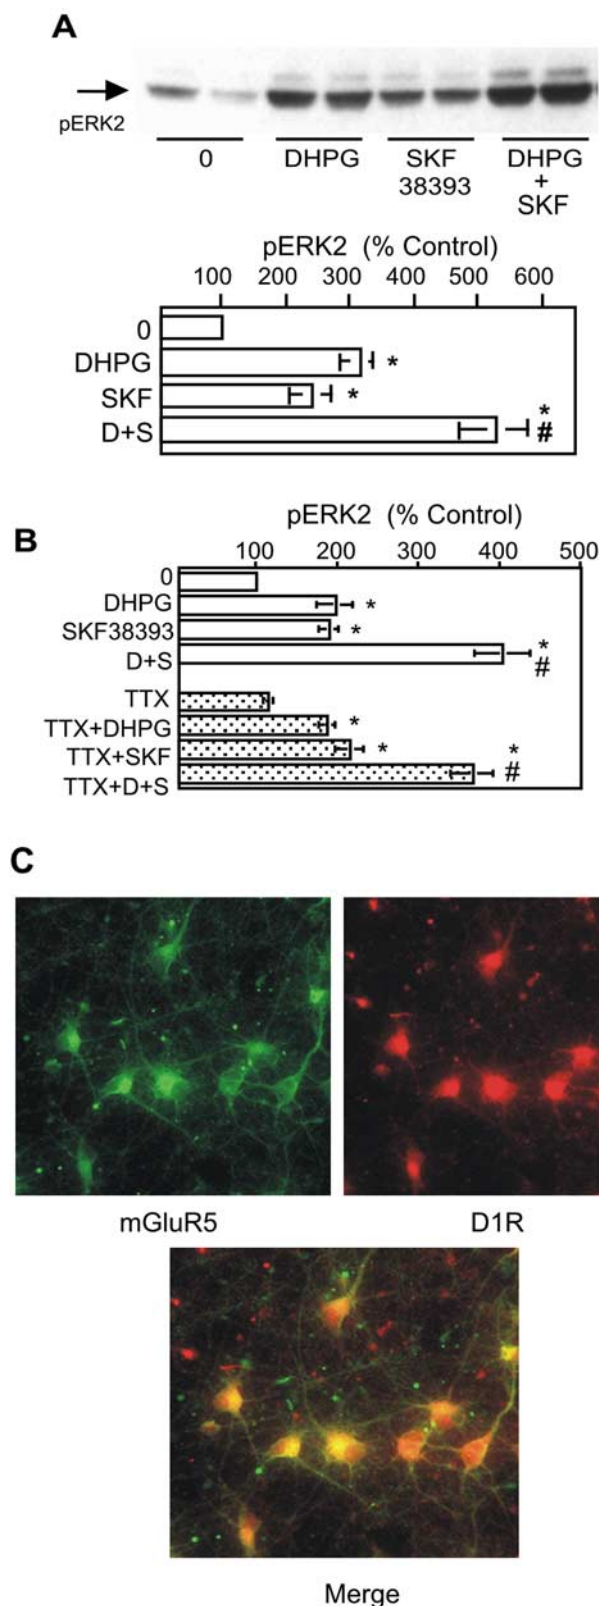 A
pERK2
0 DHPG SKF DHPG
38393 +
SKF
pERK2 (% Control)
100 200 300 400 500 600
0
DHPG *
SKF *
*
D+S #
B
pERK2 (% Control)
100 200 300 400 500
0
DHPG *
SKF38393 *
*
D+S #
TTX
TTX+DHPG *
TTX+SKF * *
TTX+D+S #
C
mGluR5 D1R
Merge